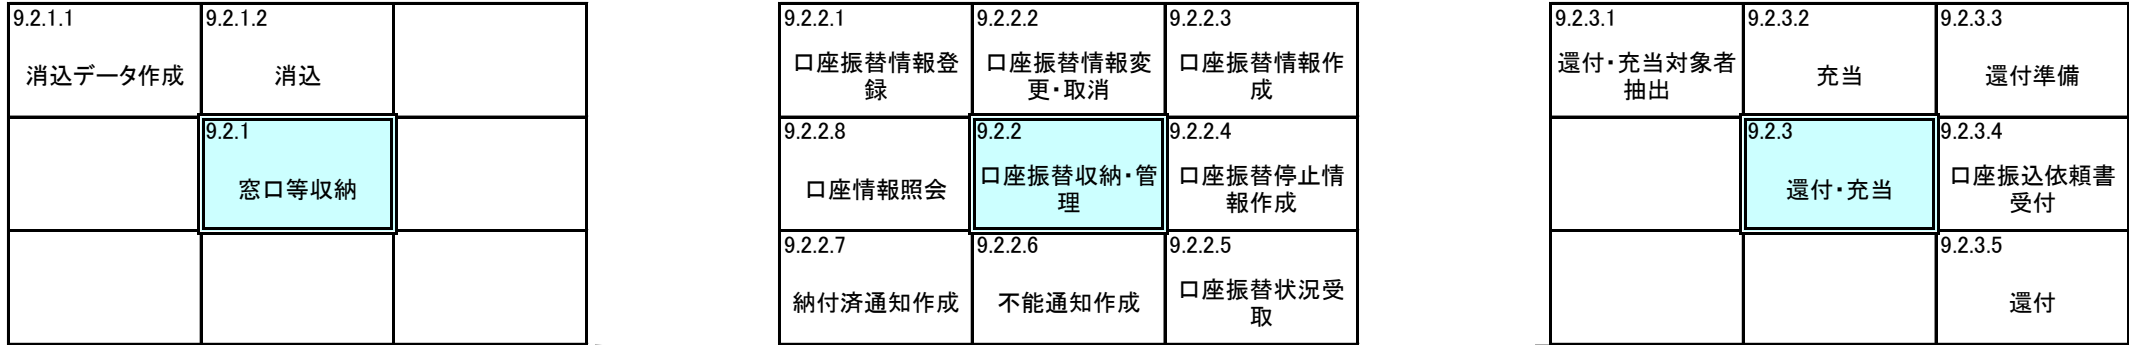 9.2.1.1
消込データ作成
9.2.1.2
消込
9.2.1
窓口等収納
9.2.2.1
口座振替情報登
録
9.2.2.2
口座振替情報変
更・取消
9.2.2.3
口座振替情報作
成
9.2.2.8
口座情報照会
9.2.2
口座振替収納・管
理
9.2.2.4
口座振替停止情
報作成
9.2.2.7
納付済通知作成
9.2.2.6
不能通知作成
9.2.2.5
口座振替状況受
取
9.2.3.1
還付・充当対象者
抽出
9.2.3.2
充当
9.2.3.3
還付準備
9.2.3
還付・充当
9.2.3.4
口座振込依頼書
受付
9.2.3.5
還付